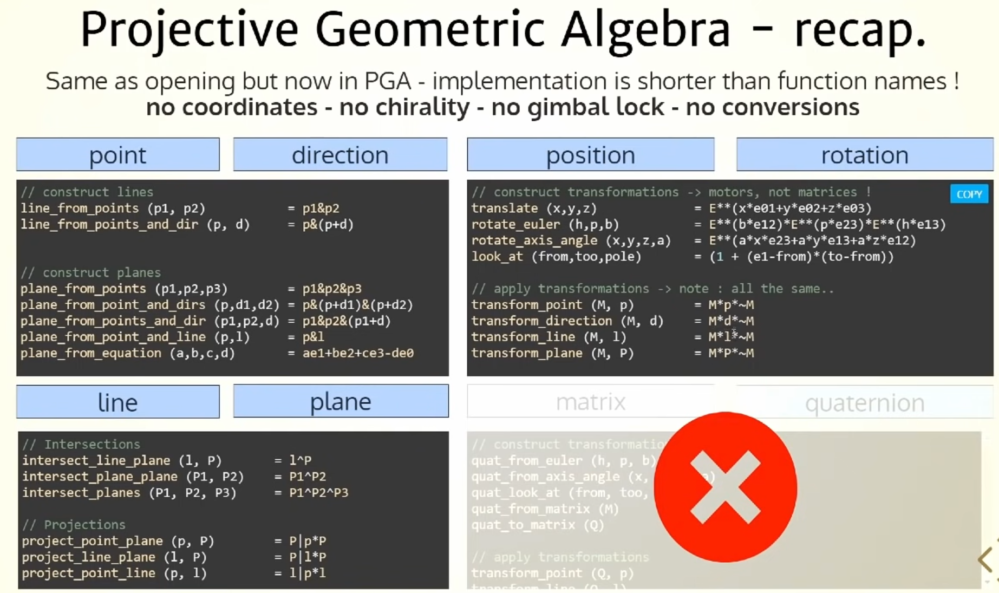 Projective Geometric Algebra - recap.
Same as opening but now in PGA - implementation is shorter than function names !
no coordinates - no chirality - no gimbal lock - no conversions
point
direction
// construct lines
line_from_points (p1, p2) = p1&p2
line_from_points_and_dir (p, d) = p&(p+d)
// construct planes
plane_from_points (p1,p2,p3) = p1&p2&p3
plane_from_point_and_dirs (p,d1,d2) = p&(p+d1)&(p+d2)
plane_from_points_and_dir (p1,p2,d) = p1&p2&(p1+d)
plane_from_point_and_line (p,l) = p&l
plane_from_equation (a,b,c,d) = ae1+be2+ce3-de0
position
rotation
// construct transformations -> motors, not matrices !
COPY
translate (x,y,z) = E**(x*e01+y*e02+z*e03)
rotate_euler (h,p,b) = E**(b*e12)*E**(p*e23)*E**(h*e13)
rotate_axis_angle (x,y,z,a) = E**(a*x*e23+a*y*e13+a*z*e12)
look_at (from,too,pole) = (1 + (e1-from)*(to-from))
// apply transformations -> note : all the same..
transform_point (M, p) = M*p*~M
transform_direction (M, d) = M*d*~M
transform_line (M, l) = M*l*~M
transform_plane (M, P) = M*P*~M
line
plane
// Intersections
intersect_line_plane (l, P) = l^P
intersect_plane_plane (P1, P2) = P1^P2
intersect_planes (P1, P2, P3) = P1^P2^P3
// Projections
project_point_plane (p, P) = P|p*P
project_line_plane (l, P) = P|l*P
project_point_line (p, l) = l|p*l
matrix
quaternion
// construct transformatio
quat_from_euler (h, p, b)
quat_from_axis_angle (x, a)
quat_look_at (from, too,
quat_from_matrix (M)
quat_to_matrix (Q)
// apply transformations
transform_point (Q, p)
transform_line (Q, l)